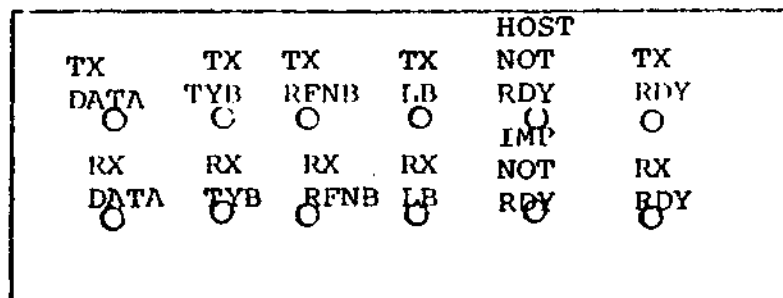 HOST
TX TX TX TX NOT TX
DATA TYB RFNB LB RDY RDY
IMP
RX RX RX RX NOT RX
DATA TYB RFNB LB RDY RDY